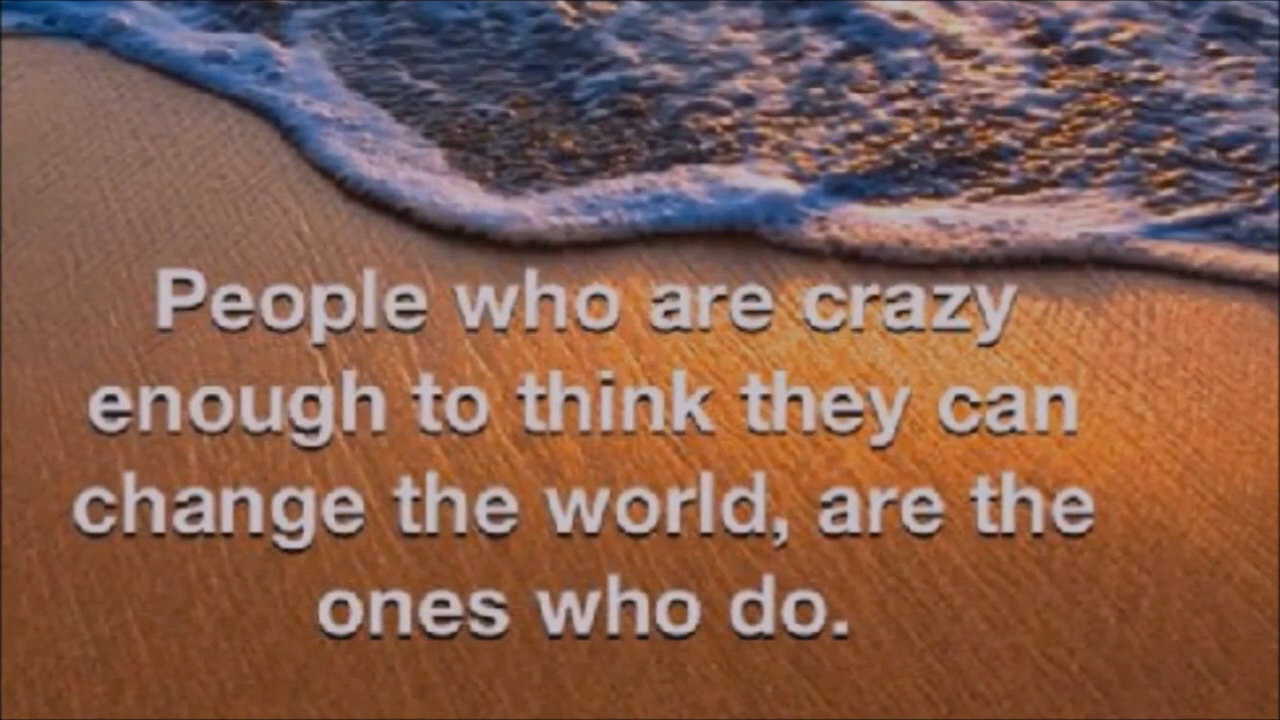 People who are crazy
enough to think they can
change the world, are the
ones who do.